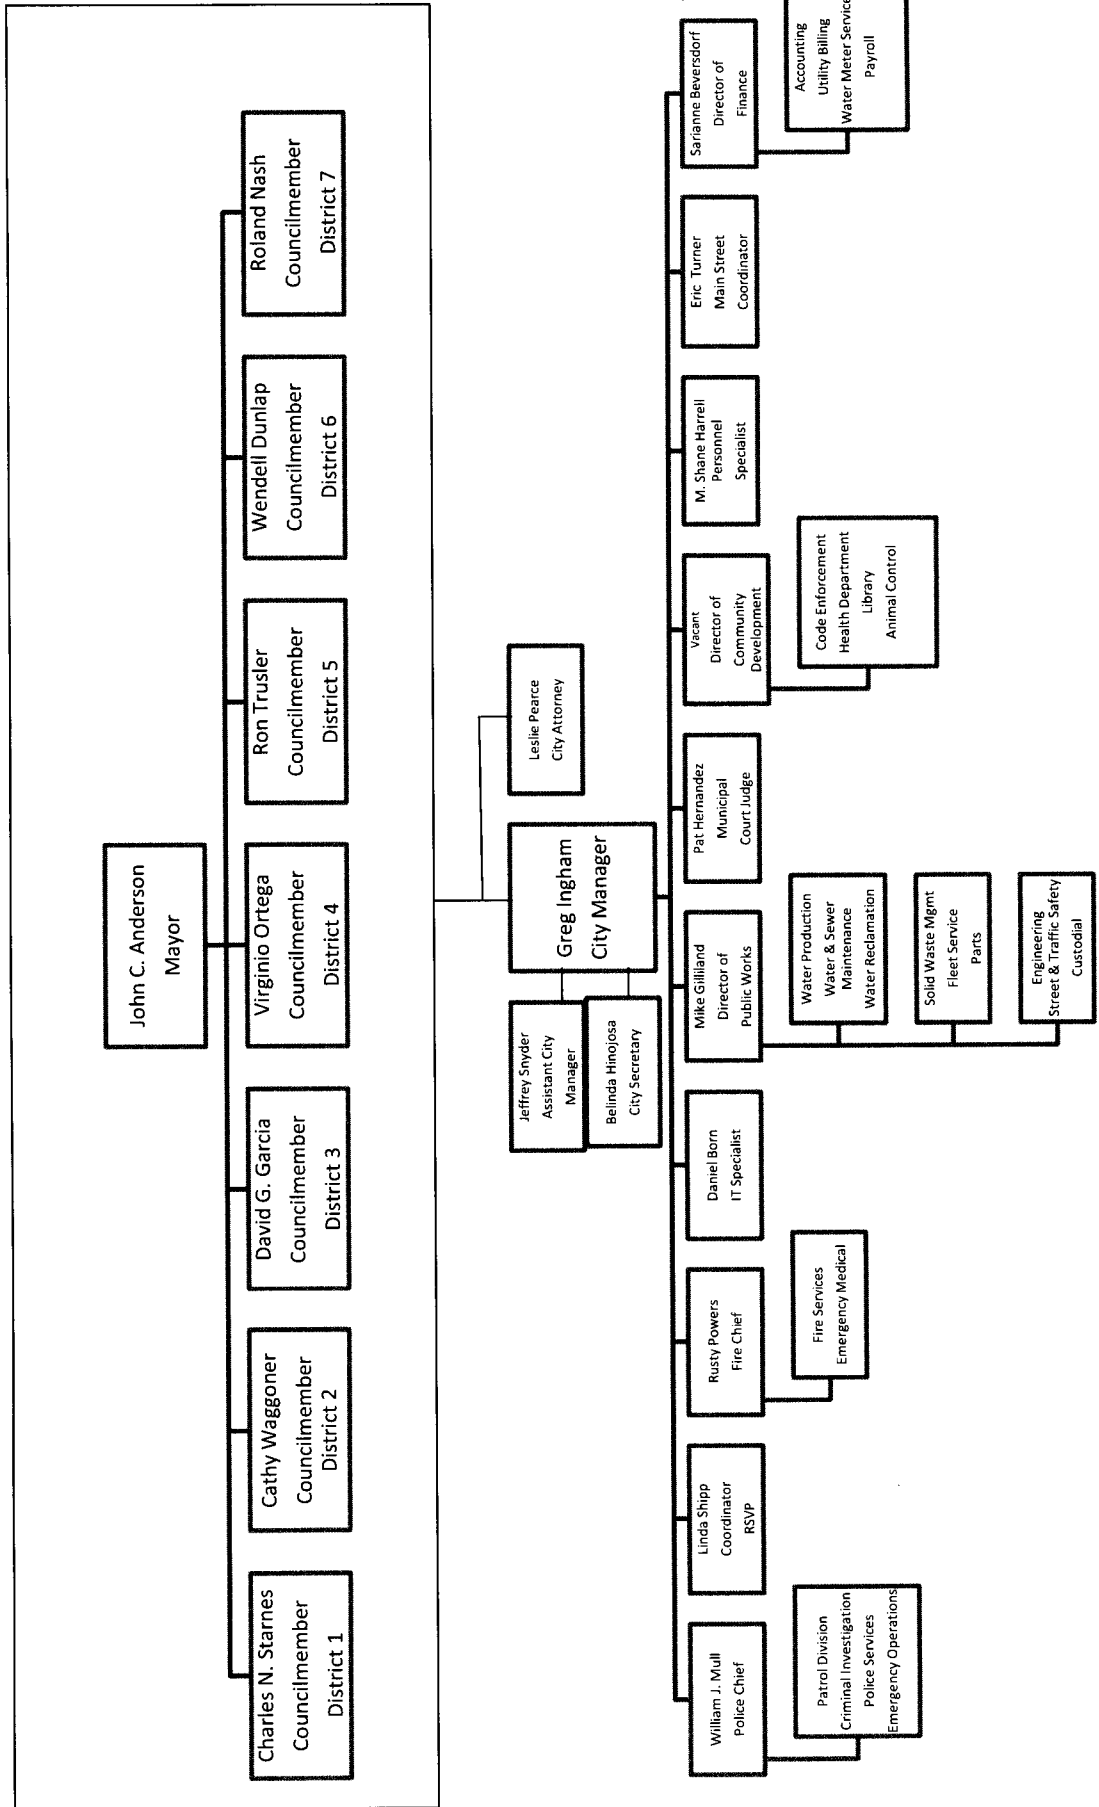 John C. Anderson
Mayor
Charles N. Starnes
Councilmember
District 1
Cathy Waggoner
Councilmember
District 2
David G. Garcia
Councilmember
District 3
Virginio Ortega
Councilmember
District 4
Ron Trusler
Councilmember
District 5
Wendell Dunlap
Councilmember
District 6
Roland Nash
Councilmember
District 7
Jeffrey Snyder
Assistant City
Manager
Belinda Hinojosa
City Secretary
Greg Ingham
City Manager
Leslie Pearce
City Attorney
William J. Mull
Police Chief
Linda Shipp
Coordinator
RSVP
Rusty Powers
Fire Chief
Daniel Born
IT Specialist
Mike Gilliland
Director of
Public Works
Pat Hernandez
Municipal
Court Judge
Vacant
Director of
Community
Development
M. Shane Harrell
Personnel
Specialist
Eric Turner
Main Street
Coordinator
Sarianne Beversdorf
Director of
Finance
Patrol Division
Criminal Investigation
Police Services
Emergency Operations
Fire Services
Emergency Medical
Water Production
Water & Sewer
Maintenance
Water Reclamation
Solid Waste Mgmt
Fleet Service
Parts
Engineering
Street & Traffic Safety
Custodial
Code Enforcement
Health Department
Library
Animal Control
Accounting
Utility Billing
Water Meter Service
Payroll